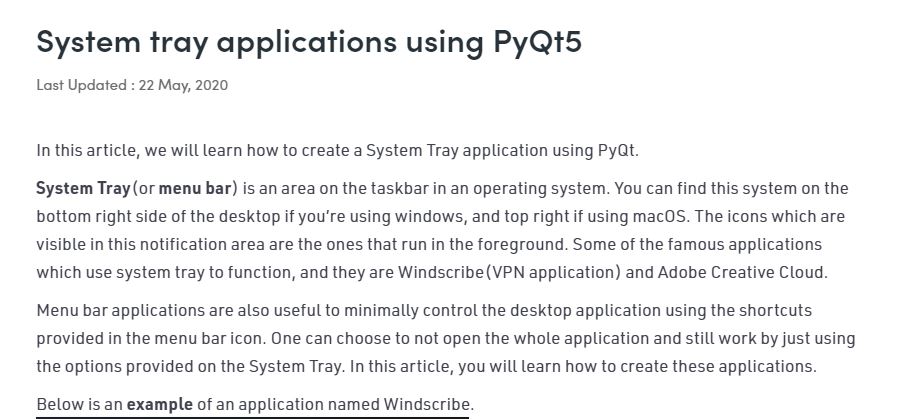 System tray applications using PyQt5
Last Updated : 22 May, 2020
In this article, we will learn how to create a System Tray application using PyQt.
System Tray(or menu bar) is an area on the taskbar in an operating system. You can find this system on the
bottom right side of the desktop if you're using windows, and top right if using macOS. The icons which are
visible in this notification area are the ones that run in the foreground. Some of the famous applications
which use system tray to function, and they are Windscribe(VPN application) and Adobe Creative Cloud.
Menu bar applications are also useful to minimally control the desktop application using the shortcuts
provided in the menu bar icon. One can choose to not open the whole application and still work by just using
the options provided on the System Tray. In this article, you will learn how to create these applications.
Below is an example of an application named Windscribe.